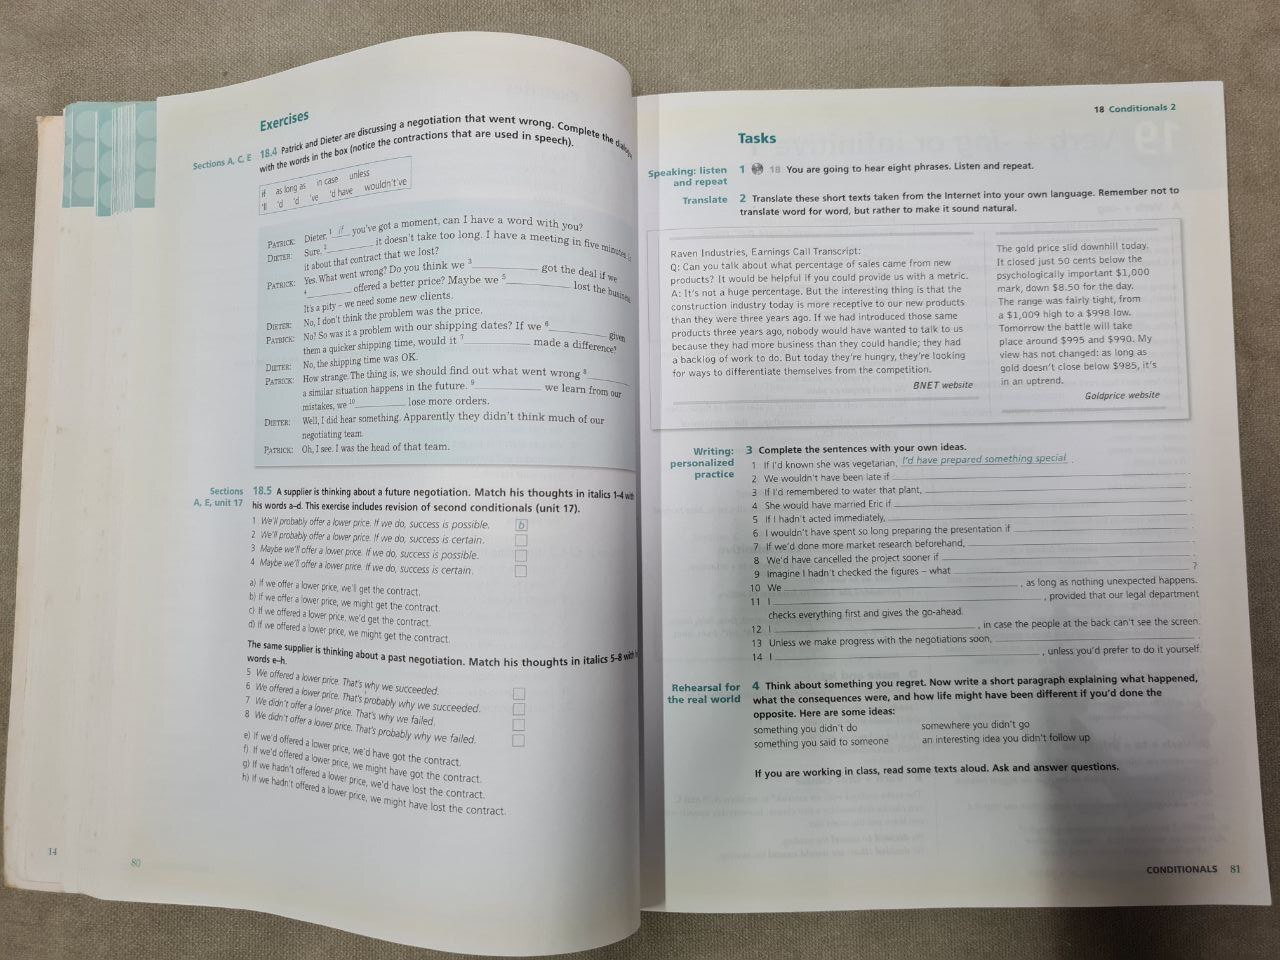 Exercises
Sections A, C, E
18.4 Patrick and Dieter are discussing a negotiation that went wrong. Complete the dialogue
with the words in the box (notice the contractions that are used in speech).
if as long as in case unless
'll 'd 'd 've 'd have wouldn't've
PATRICK: Dieter, 1 if you've got a moment, can I have a word with you?
DIETER: Sure, 2 it doesn't take too long. I have a meeting in five minutes. Is
it about that contract that we lost?
PATRICK: Yes. What went wrong? Do you think we 3 got the deal if we
4 offered a better price? Maybe we 5 lost the business
It's a pity – we need some new clients.
DIETER: No, I don't think the problem was the price.
PATRICK: No? So was it a problem with our shipping dates? If we 6 given
them a quicker shipping time, would it 7 made a difference?
DIETER: No, the shipping time was OK.
PATRICK: How strange. The thing is, we should find out what went wrong 8
a similar situation happens in the future. 9 we learn from our
mistakes, we 10 lose more orders.
DIETER: Well, I did hear something. Apparently they didn't think much of our
negotiating team.
PATRICK: Oh, I see. I was the head of that team.
Sections
A, E, unit 17
18.5 A supplier is thinking about a future negotiation. Match his thoughts in italics 1–4 with
his words a–d. This exercise includes revision of second conditionals (unit 17).
1 We'll probably offer a lower price. If we do, success is possible. b
2 We'll probably offer a lower price. If we do, success is certain.
3 Maybe we'll offer a lower price. If we do, success is possible.
4 Maybe we'll offer a lower price. If we do, success is certain.
a) If we offer a lower price, we'll get the contract.
b) If we offer a lower price, we might get the contract.
c) If we offered a lower price, we'd get the contract.
d) If we offered a lower price, we might get the contract.
The same supplier is thinking about a past negotiation. Match his thoughts in italics 5–8 with
words e–h.
5 We offered a lower price. That's why we succeeded.
6 We offered a lower price. That's probably why we succeeded.
7 We didn't offer a lower price. That's why we failed.
8 We didn't offer a lower price. That's probably why we failed.
e) If we'd offered a lower price, we'd have got the contract.
f) If we'd offered a lower price, we might have got the contract.
g) If we hadn't offered a lower price, we'd have lost the contract.
h) If we hadn't offered a lower price, we might have lost the contract.
14
80
18 Conditionals 2
Tasks
Speaking: listen
and repeat
1 18 You are going to hear eight phrases. Listen and repeat.
Translate
2 Translate these short texts taken from the Internet into your own language. Remember not to
translate word for word, but rather to make it sound natural.
Raven Industries, Earnings Call Transcript:
Q: Can you talk about what percentage of sales came from new
products? It would be helpful if you could provide us with a metric.
A: It's not a huge percentage. But the interesting thing is that the
construction industry today is more receptive to our new products
than they were three years ago. If we had introduced those same
products three years ago, nobody would have wanted to talk to us
because they had more business than they could handle; they had
a backlog of work to do. But today they're hungry, they're looking
for ways to differentiate themselves from the competition.
BNET website
The gold price slid downhill today.
It closed just 50 cents below the
psychologically important $1,000
mark, down $8.50 for the day.
The range was fairly tight, from
a $1,009 high to a $998 low.
Tomorrow the battle will take
place around $995 and $990. My
view has not changed: as long as
gold doesn't close below $985, it's
in an uptrend.
Goldprice website
Writing:
personalized
practice
3 Complete the sentences with your own ideas.
1 If I'd known she was vegetarian, I'd have prepared something special .
2 We wouldn't have been late if .
3 If I'd remembered to water that plant, .
4 She would have married Eric if .
5 If I hadn't acted immediately, .
6 I wouldn't have spent so long preparing the presentation if .
7 If we'd done more market research beforehand, .
8 We'd have cancelled the project sooner if .
9 Imagine I hadn't checked the figures – what ?
10 We , as long as nothing unexpected happens.
11 I , provided that our legal department
checks everything first and gives the go-ahead.
12 I , in case the people at the back can't see the screen.
13 Unless we make progress with the negotiations soon, .
14 I , unless you'd prefer to do it yourself.
Rehearsal for
the real world
4 Think about something you regret. Now write a short paragraph explaining what happened,
what the consequences were, and how life might have been different if you'd done the
opposite. Here are some ideas:
something you didn't do somewhere you didn't go
something you said to someone an interesting idea you didn't follow up
If you are working in class, read some texts aloud. Ask and answer questions.
CONDITIONALS 81